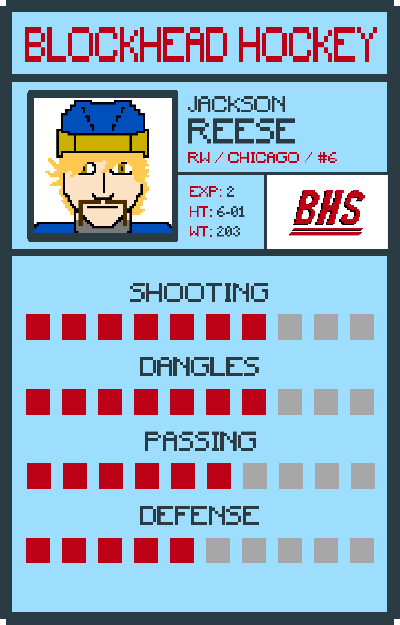 BLOCKHEAD HOCKEY
JACKSON
REESE
RW / CHICAGO / #6
EXP: 2
HT: 6-01
WT: 203
BHS
SHOOTING
DANGLES
PASSING
DEFENSE